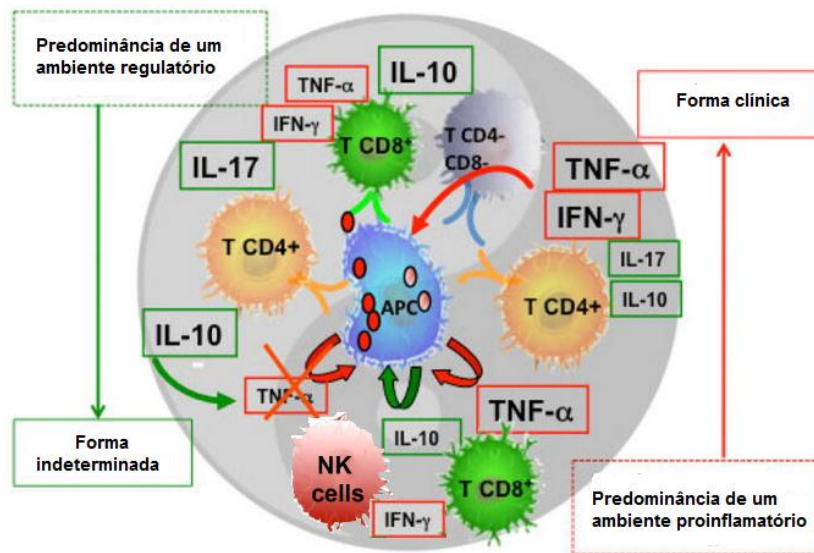 Predominância de um
ambiente regulatório
Forma clínica
TNF-α
IL-10
IFN-γ
T CD8⁺
T CD4-
CD8-
IL-17
TNF-α
IFN-γ
T CD4+
IL-17
IL-10
T CD4+
APC
IL-10
TNF-α
TNF-α
IL-10
Forma
indeterminada
NK
cells
T CD8⁺
IFN-γ
Predominância de um
ambiente proinflamatório